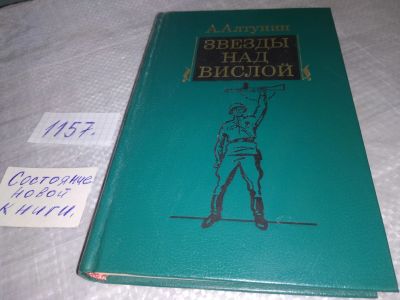 А.Алтунин
ЗВЕЗДЫ
НАД
ВИСЛОЙ
1157.
Состояние
новой
книги.